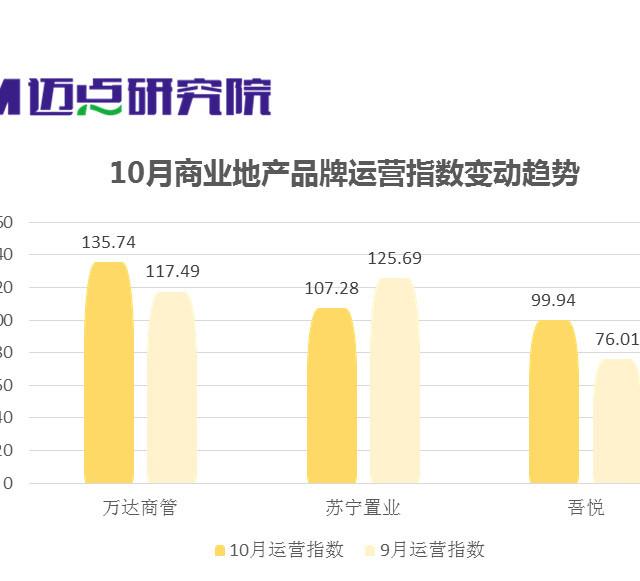 迈点研究院
10月商业地产品牌运营指数变动趋势
135.74
117.49
107.28
125.69
99.94
76.01
0
万达商管 苏宁置业 吾悦
10月运营指数 9月运营指数